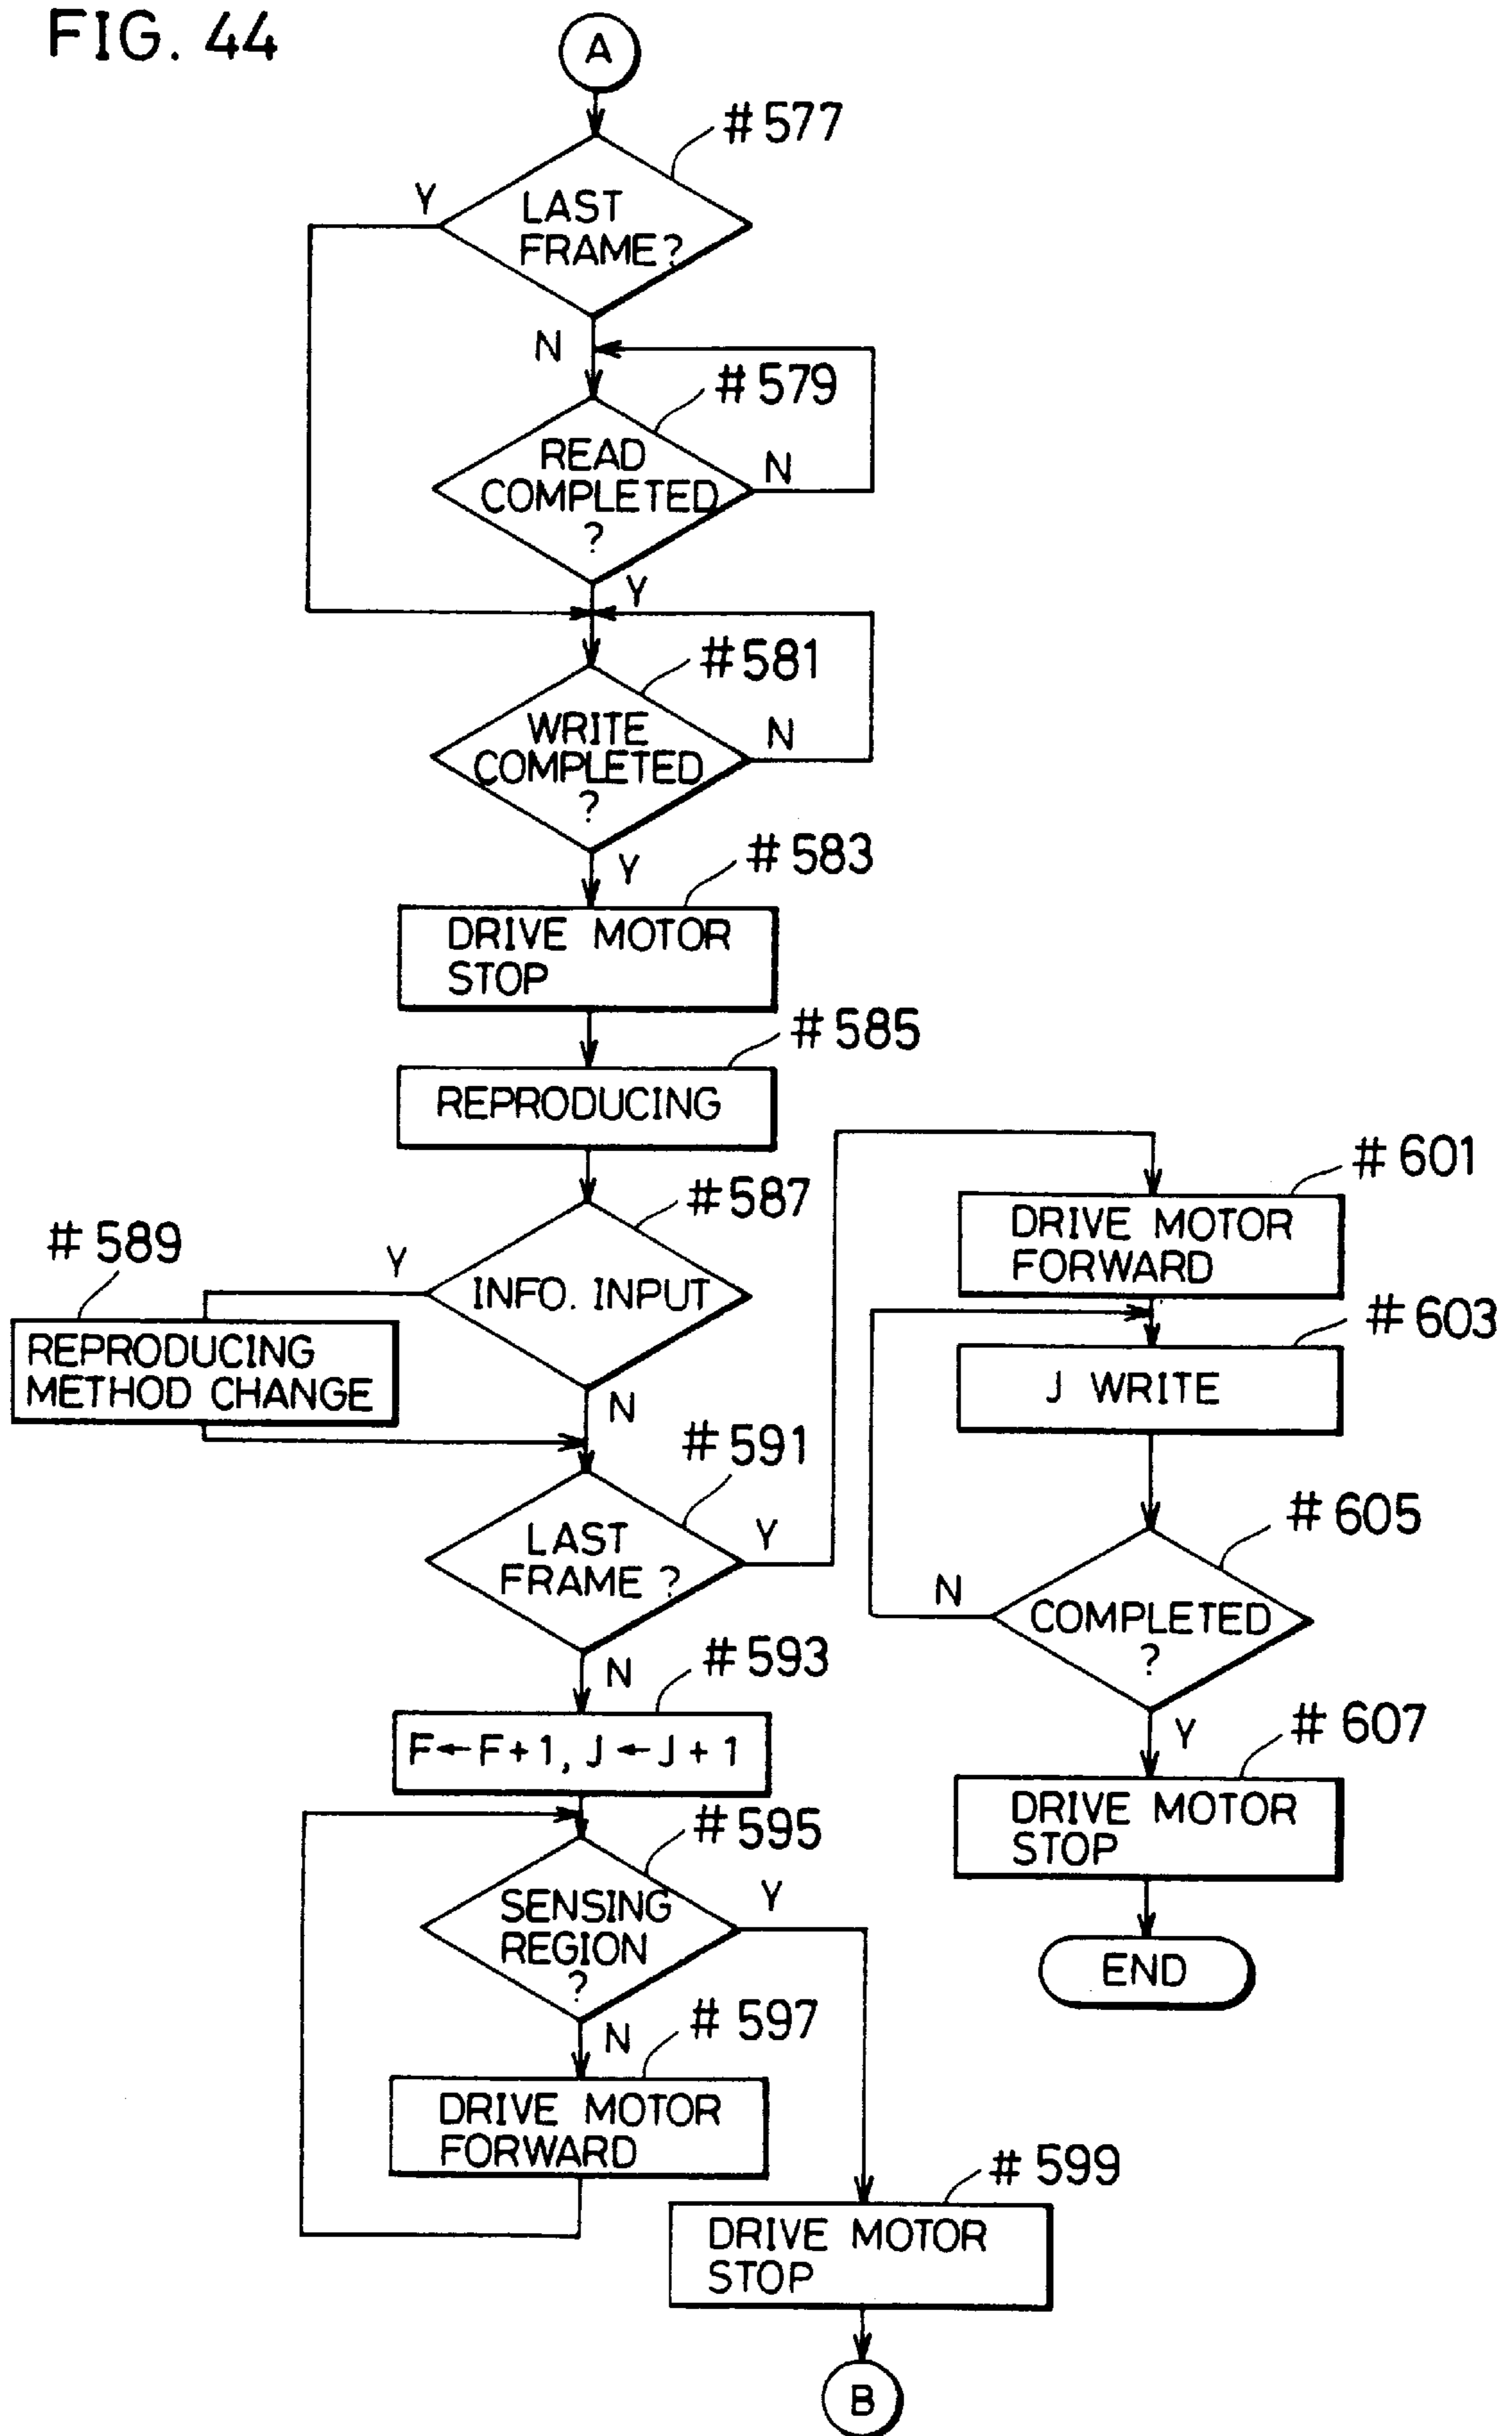 FIG. 44
A
#577
Y
LAST
FRAME?
N
#579
READ
COMPLETED
?
N
Y
#581
WRITE
COMPLETED
?
N
Y
#583
DRIVE MOTOR
STOP
#585
REPRODUCING
#587
#589
Y
INFO. INPUT
REPRODUCING
METHOD CHANGE
N
#591
LAST
FRAME ?
Y
N
#593
F←F+1, J←J+1
#595
SENSING
REGION
?
Y
N
#597
DRIVE MOTOR
FORWARD
#599
DRIVE MOTOR
STOP
B
#601
DRIVE MOTOR
FORWARD
#603
J WRITE
#605
N
COMPLETED
?
Y
#607
DRIVE MOTOR
STOP
END